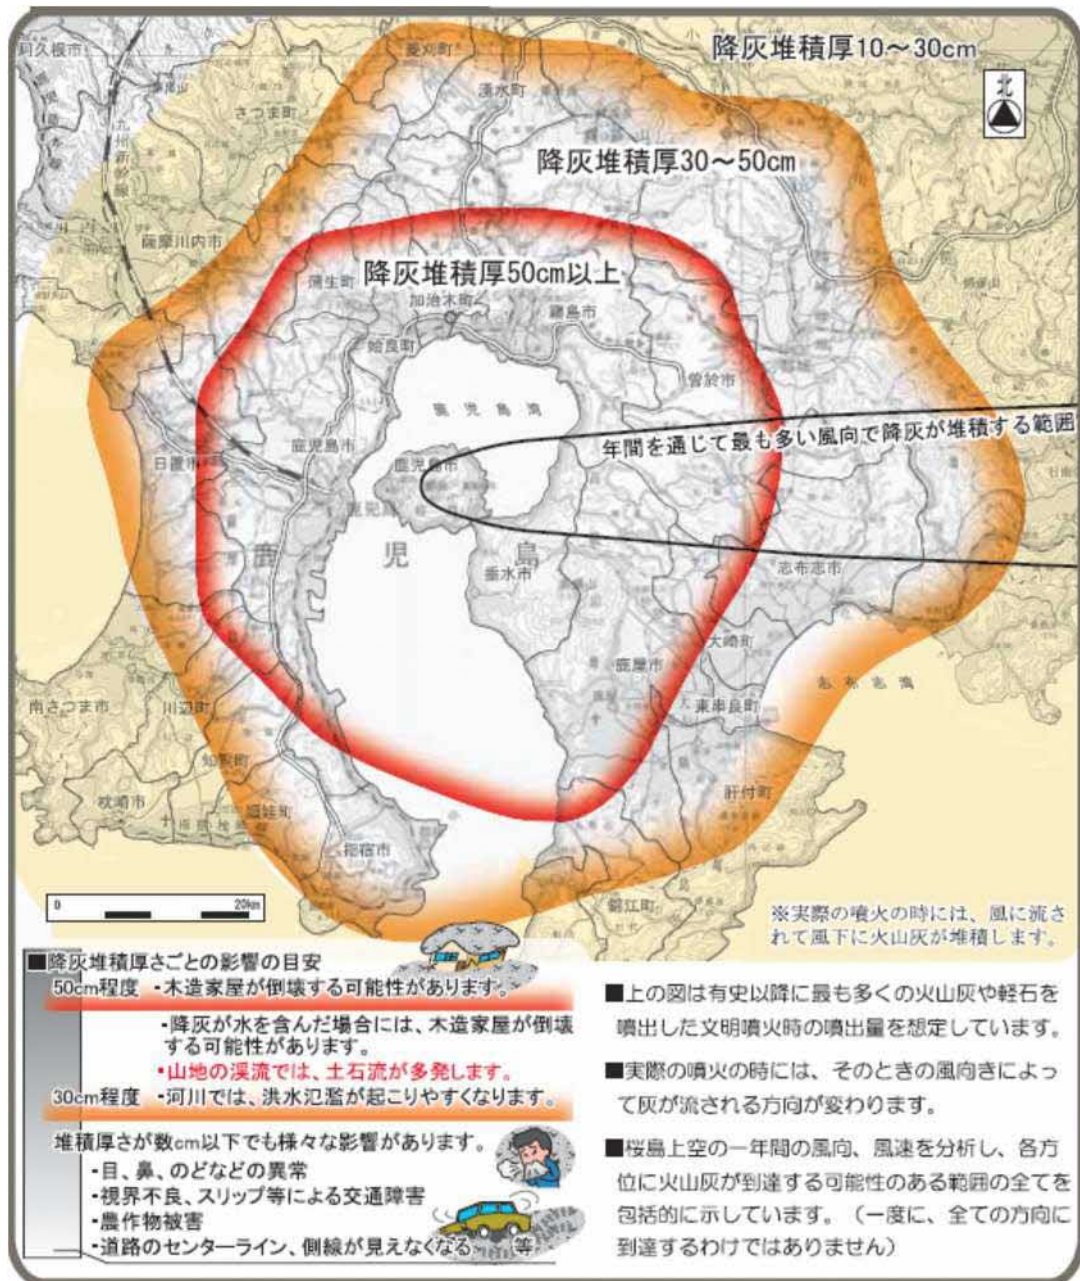 降灰堆積厚10～30cm
北
阿久根市
菱刈町
湧水町
さつま町
九州新幹線
降灰堆積厚30～50cm
薩摩川内市
降灰堆積厚50cm以上
蒲生町
加治木町
霧島市
姶良町
曽於市
鹿児島湾
年間を通じて最も多い風向で降灰が堆積する範囲
鹿児島市
日置市
鹿児島市
鹿児島
垂水市
志布志市
大崎町
鹿屋市
志布志湾
南さつま市
川辺町
東串良町
知覧町
枕崎市
頴娃町
肝付町
指宿市
錦江町
0 20km
※実際の噴火の時には、風に流さ
れて風下に火山灰が堆積します。
■降灰堆積厚さごとの影響の目安
50cm程度 ・木造家屋が倒壊する可能性があります。
・降灰が水を含んだ場合には、木造家屋が倒壊
する可能性があります。
・山地の渓流では、土石流が多発します。
30cm程度 ・河川では、洪水氾濫が起こりやすくなります。
堆積厚さが数cm以下でも様々な影響があります。
・目、鼻、のどなどの異常
・視界不良、スリップ等による交通障害
・農作物被害
・道路のセンターライン、側線が見えなくなる 等
■上の図は有史以降に最も多くの火山灰や軽石を
噴出した文明噴火時の噴出量を想定しています。
■実際の噴火の時には、そのときの風向きによっ
て灰が流される方向が変わります。
■桜島上空の一年間の風向、風速を分析し、各方
位に火山灰が到達する可能性のある範囲の全てを
包括的に示しています。（一度に、全ての方向に
到達するわけではありません）